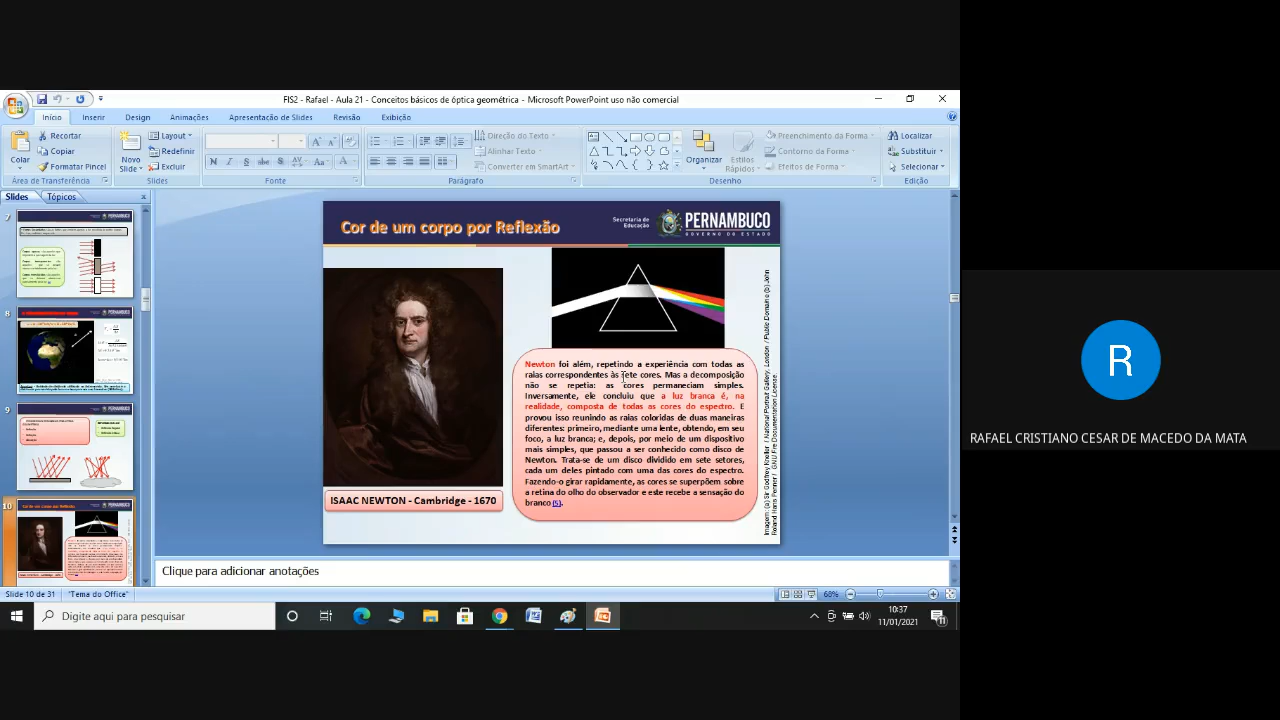 FIS2 - Rafael - Aula 21 - Conceitos básicos de óptica geométrica - Microsoft PowerPoint uso não comercial
Início Inserir Design Animações Apresentação de Slides Revisão Exibição
Colar
Recortar
Copiar
Formatar Pincel
Área de Transferência
Novo Slide
Layout
Redefinir
Excluir
Slides
Fonte
Direção do Texto
Alinhar Texto
Converter em SmartArt
Parágrafo
Organizar
Estilos Rápidos
Preenchimento da Forma
Contorno da Forma
Efeitos de Forma
Desenho
Localizar
Substituir
Selecionar
Edição
Slides Tópicos
7
8
9
10
Cor de um corpo por Reflexão
Secretaria de Educação
PERNAMBUCO
GOVERNO DO ESTADO
ISAAC NEWTON - Cambridge - 1670
Newton foi além, repetindo a experiência com todas as
raias correspondentes às sete cores. Mas a decomposição
não se repetia: as cores permaneciam simples.
Inversamente, ele concluiu que a luz branca é, na
realidade, composta de todas as cores do espectro. E
provou isso reunindo as raias coloridas de duas maneiras
diferentes: primeiro, mediante uma lente, obtendo, em seu
foco, a luz branca; e, depois, por meio de um dispositivo
mais simples, que passou a ser conhecido como disco de
Newton. Trata-se de um disco dividido em sete setores,
cada um deles pintado com uma das cores do espectro.
Fazendo-o girar rapidamente, as cores se superpõem sobre
a retina do olho do observador e este recebe a sensação do
branco (5).
Clique para adicionar anotações
Slide 10 de 31 "Tema do Office" 68%
Digite aqui para pesquisar
10:37
11/01/2021
11
R
RAFAEL CRISTIANO CESAR DE MACEDO DA MATA